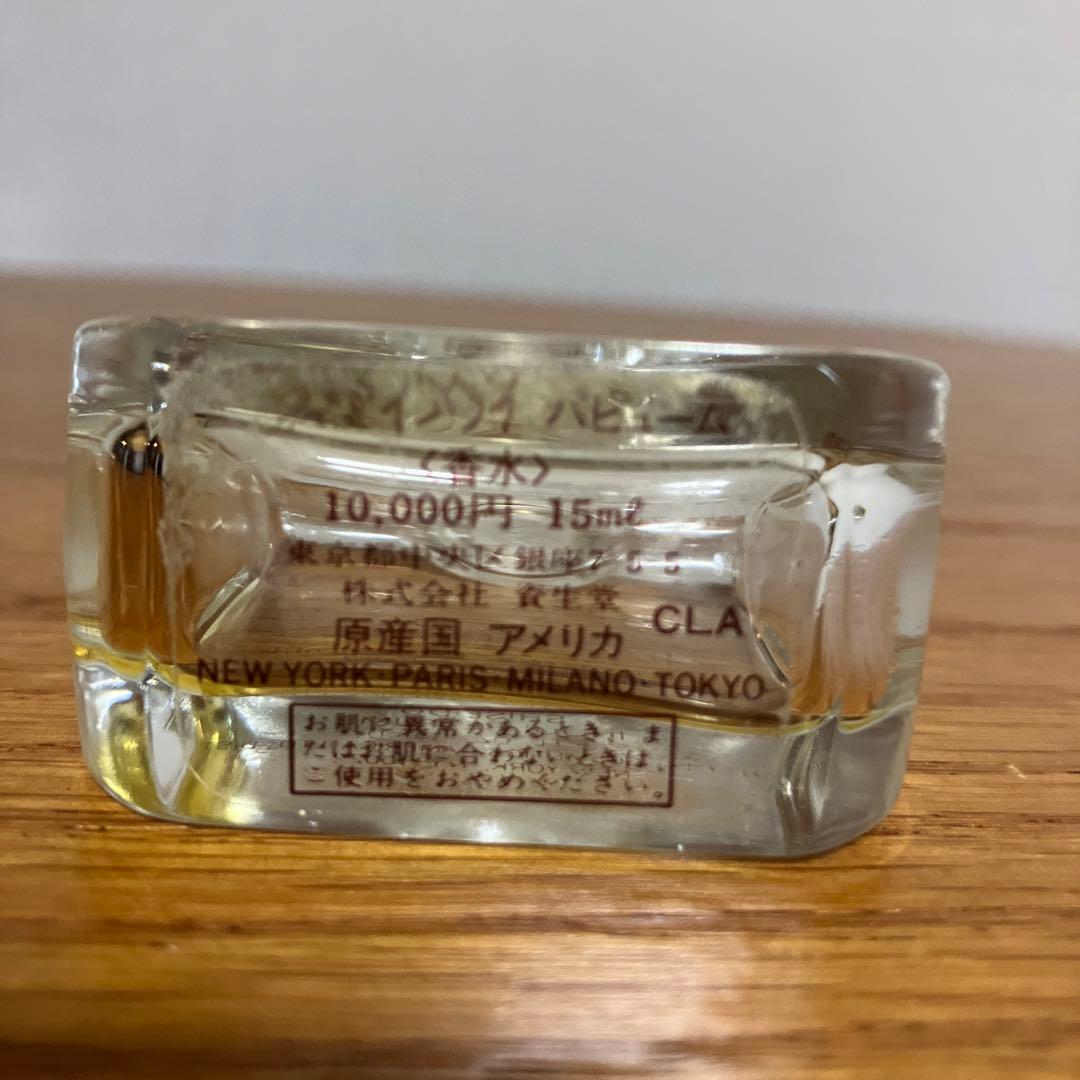 パヒューム
〈香水〉
10,000円 15mℓ
東京都中央区銀座7-5-5
株式会社 資生堂
CLA
原産国 アメリカ
NEW YORK·PARIS·MILANO·TOKYO
お肌に異常があるとき、ま
たはお肌に合わないときは、
ご使用をおやめください。